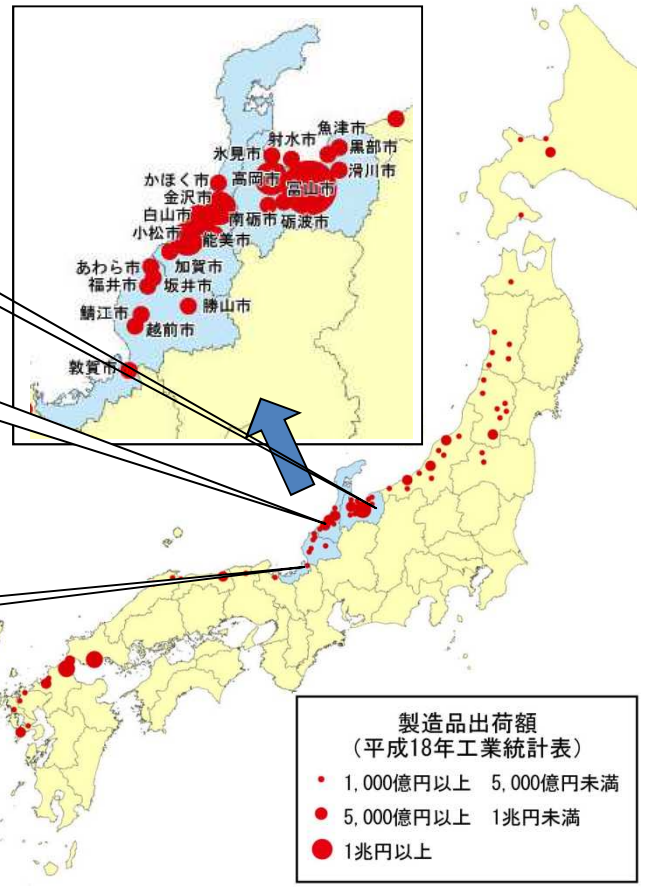 魚津市
射水市
氷見市
黒部市
高岡市
滑川市
富山市
かほく市
金沢市
白山市
南砺市
砺波市
小松市
能美市
あわら市
加賀市
福井市
坂井市
鯖江市
勝山市
越前市
敦賀市
製造品出荷額
(平成18年工業統計表)
1,000億円以上 5,000億円未満
5,000億円以上 1兆円未満
1兆円以上